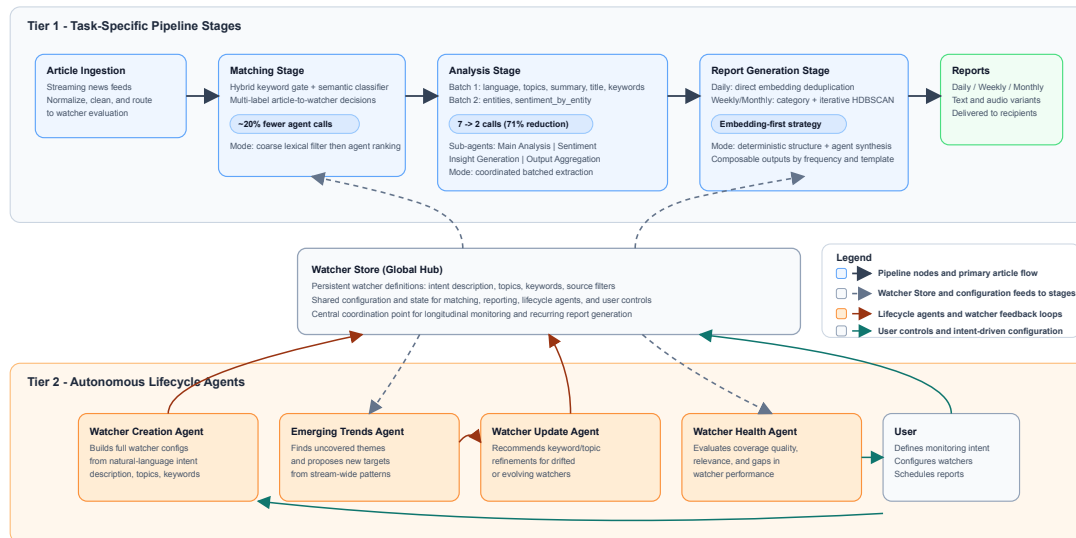 Tier 1 - Task-Specific Pipeline Stages
Article Ingestion
Streaming news feeds
Normalize, clean, and route
to watcher evaluation
Matching Stage
Hybrid keyword gate + semantic classifier
Multi-label article-to-watcher decisions
~20% fewer agent calls
Mode: coarse lexical filter then agent ranking
Analysis Stage
Batch 1: language, topics, summary, title, keywords
Batch 2: entities, sentiment_by_entity
7 -> 2 calls (71% reduction)
Sub-agents: Main Analysis | Sentiment
Insight Generation | Output Aggregation
Mode: coordinated batched extraction
Report Generation Stage
Daily: direct embedding deduplication
Weekly/Monthly: category + iterative HDBSCAN
Embedding-first strategy
Mode: deterministic structure + agent synthesis
Composable outputs by frequency and template
Reports
Daily / Weekly / Monthly
Text and audio variants
Delivered to recipients
Watcher Store (Global Hub)
Persistent watcher definitions: intent description, topics, keywords, source filters
Shared configuration and state for matching, reporting, lifecycle agents, and user controls
Central coordination point for longitudinal monitoring and recurring report generation
Legend
Pipeline nodes and primary article flow
Watcher Store and configuration feeds to stages
Lifecycle agents and watcher feedback loops
User controls and intent-driven configuration
Tier 2 - Autonomous Lifecycle Agents
Watcher Creation Agent
Builds full watcher configs
from natural-language intent
description, topics, keywords
Emerging Trends Agent
Finds uncovered themes
and proposes new targets
from stream-wide patterns
Watcher Update Agent
Recommends keyword/topic
refinements for drifted
or evolving watchers
Watcher Health Agent
Evaluates coverage quality,
relevance, and gaps in
watcher performance
User
Defines monitoring intent
Configures watchers
Schedules reports